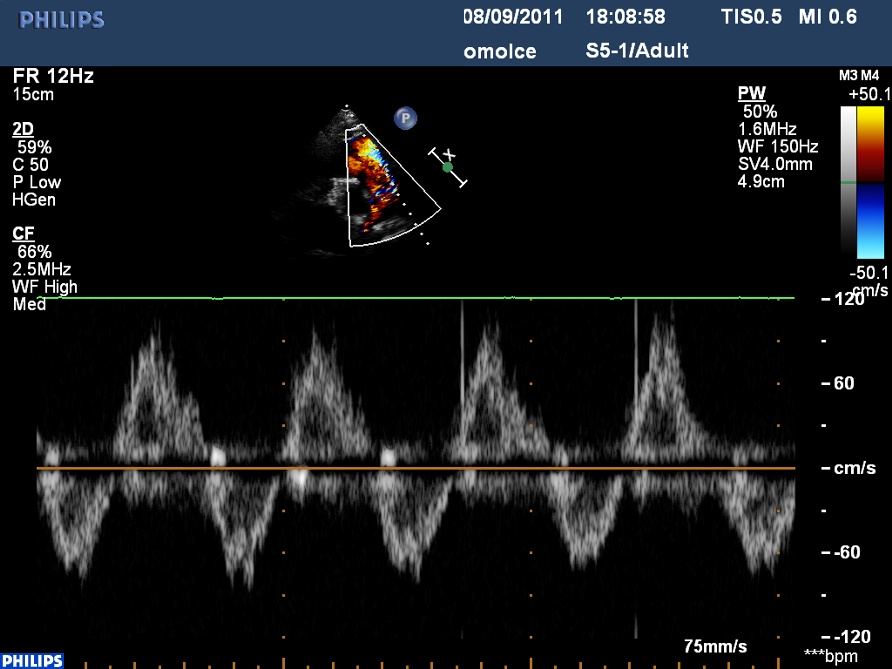 PHILIPS
08/09/2011 18:08:58 TIS0.5 MI 0.6
omolce S5-1/Adult
FR 12Hz
15cm
2D
59%
C 50
P Low
HGen
CF
66%
2.5MHz
WF High
Med
P
X
PW
50%
1.6MHz
WF 150Hz
SV4.0mm
4.9cm
M3 M4
+50.1
-50.1
cm/s
120
60
cm/s
-60
-120
75mm/s
***bpm
PHILIPS